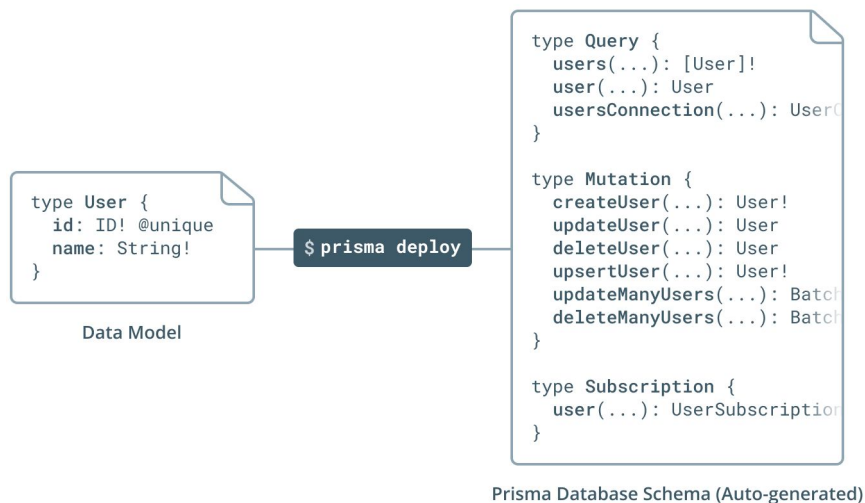 type User {
  id: ID! @unique
  name: String!
}
Data Model
$ prisma deploy
type Query {
  users(...): [User]!
  user(...): User
  usersConnection(...): User
}
type Mutation {
  createUser(...): User!
  updateUser(...): User
  deleteUser(...): User
  upsertUser(...): User!
  updateManyUsers(...): Batch
  deleteManyUsers(...): Batch
}
type Subscription {
  user(...): UserSubscription
}
Prisma Database Schema (Auto-generated)